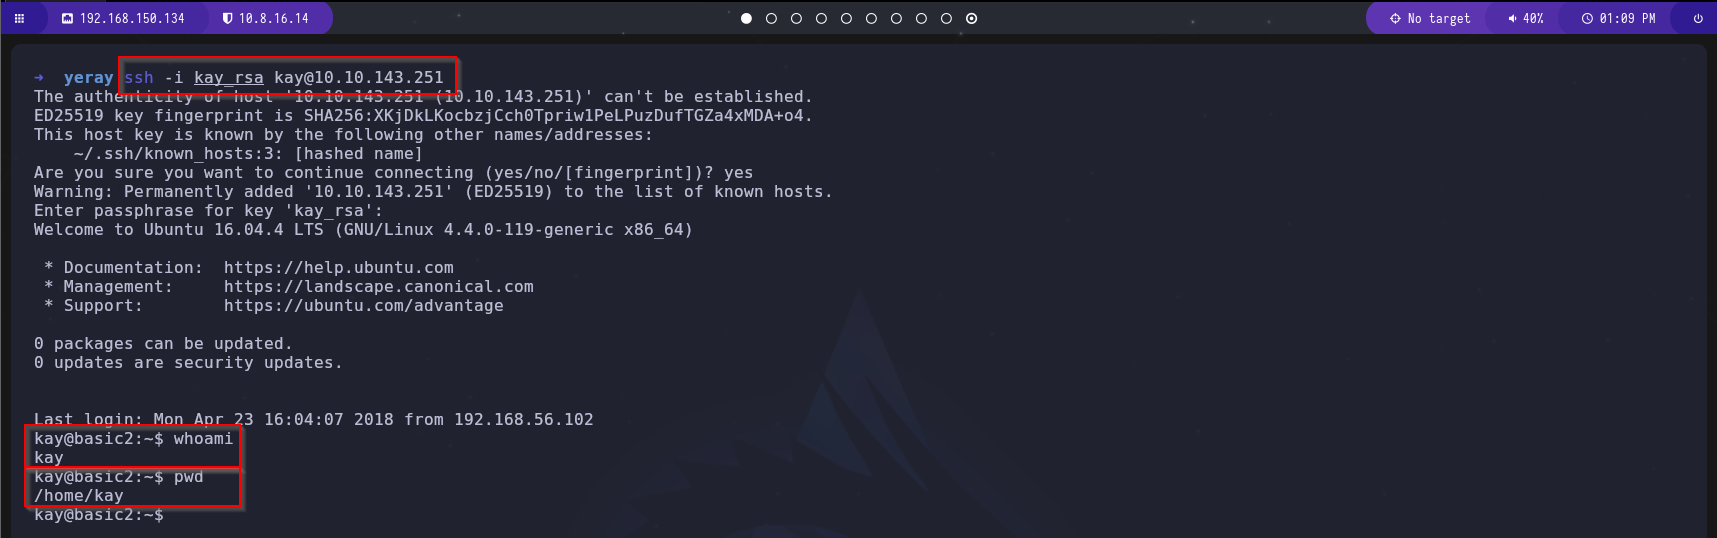 192.168.150.134 10.8.16.14 No target 40% 01:09 PM
→ yeray ssh -i kay_rsa kay@10.10.143.251
The authenticity of host '10.10.143.251 (10.10.143.251)' can't be established.
ED25519 key fingerprint is SHA256:XKjDkLKocbzjCch0Tpriw1PeLPuzDufTGZa4xMDA+o4.
This host key is known by the following other names/addresses:
    ~/.ssh/known_hosts:3: [hashed name]
Are you sure you want to continue connecting (yes/no/[fingerprint])? yes
Warning: Permanently added '10.10.143.251' (ED25519) to the list of known hosts.
Enter passphrase for key 'kay_rsa':
Welcome to Ubuntu 16.04.4 LTS (GNU/Linux 4.4.0-119-generic x86_64)
 * Documentation:  https://help.ubuntu.com
 * Management:     https://landscape.canonical.com
 * Support:        https://ubuntu.com/advantage
0 packages can be updated.
0 updates are security updates.
Last login: Mon Apr 23 16:04:07 2018 from 192.168.56.102
kay@basic2:~$ whoami
kay
kay@basic2:~$ pwd
/home/kay
kay@basic2:~$